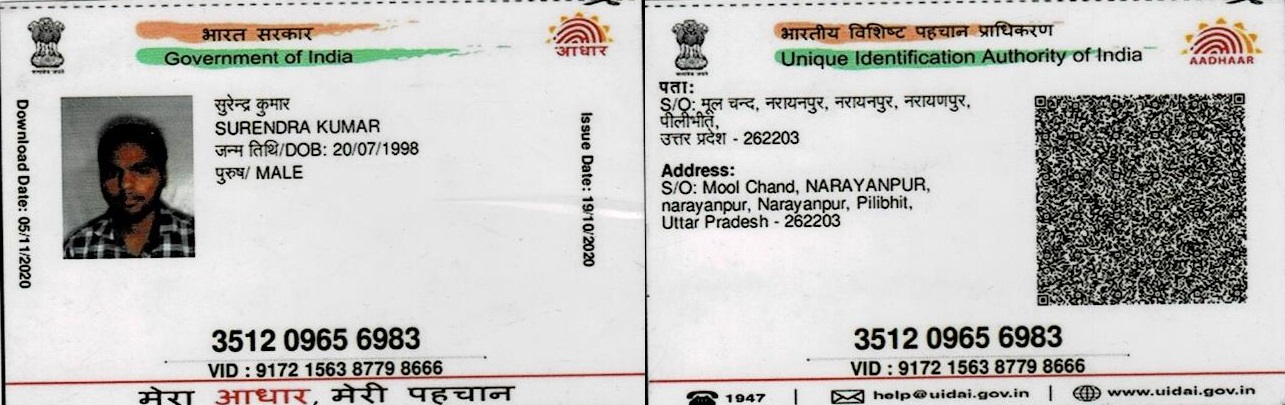 भारत सरकार
Government of India
आधार
Download Date: 05/11/2020
सुरेन्द्र कुमार
SURENDRA KUMAR
जन्म तिथि/DOB: 20/07/1998
पुरुष/ MALE
Issue Date: 19/10/2020
3512 0965 6983
VID : 9172 1563 8779 8666
मेरा आधार, मेरी पहचान
भारतीय विशिष्ट पहचान प्राधिकरण
Unique Identification Authority of India
AADHAAR
पता:
S/O: मूल चन्द, नरायनपुर, नरायनपुर, नरायणपुर,
पीलीभीत,
उत्तर प्रदेश - 262203
Address:
S/O: Mool Chand, NARAYANPUR,
narayanpur, Narayanpur, Pilibhit,
Uttar Pradesh - 262203
3512 0965 6983
VID : 9172 1563 8779 8666
1947
help@uidai.gov.in
www.uidai.gov.in